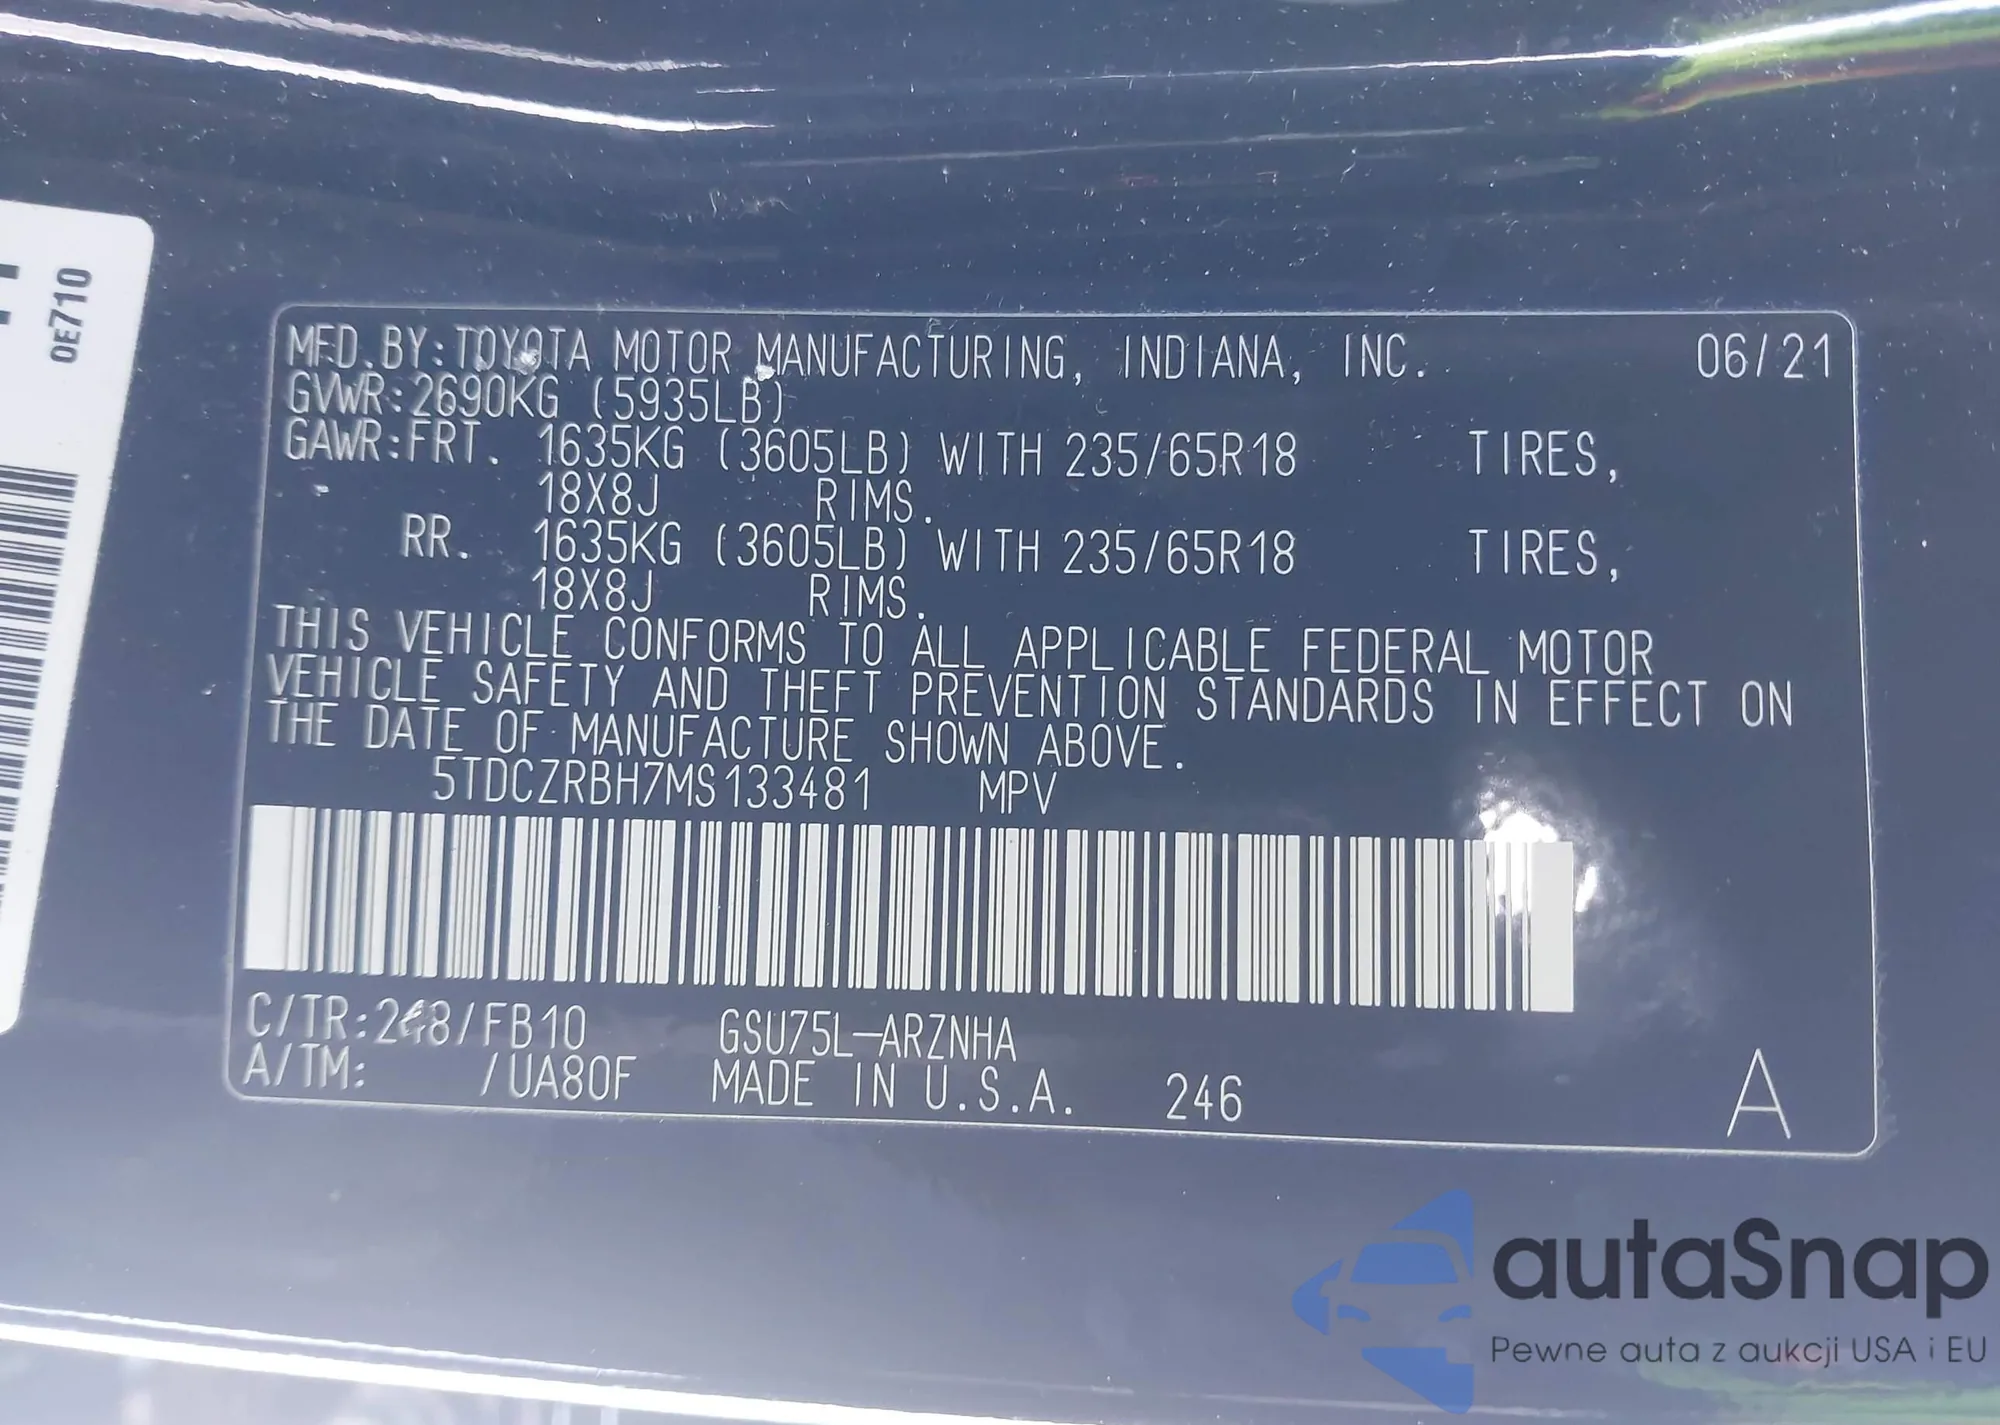 OE710
MFD.BY:TOYOTA MOTOR MANUFACTURING, INDIANA, INC. 06/21
GVWR:2690KG (5935LB)
GAWR:FRT. 1635KG (3605LB) WITH 235/65R18 TIRES,
18X8J RIMS.
RR. 1635KG (3605LB) WITH 235/65R18 TIRES,
18X8J RIMS.
THIS VEHICLE CONFORMS TO ALL APPLICABLE FEDERAL MOTOR
VEHICLE SAFETY AND THEFT PREVENTION STANDARDS IN EFFECT ON
THE DATE OF MANUFACTURE SHOWN ABOVE.
5TDCZRBH7MS133481 MPV
C/TR:218/FB10 GSU75L-ARZNHA
A/TM: /UA80F MADE IN U.S.A. 246 A
autaSnap
Pewne auta z aukcji USA i EU